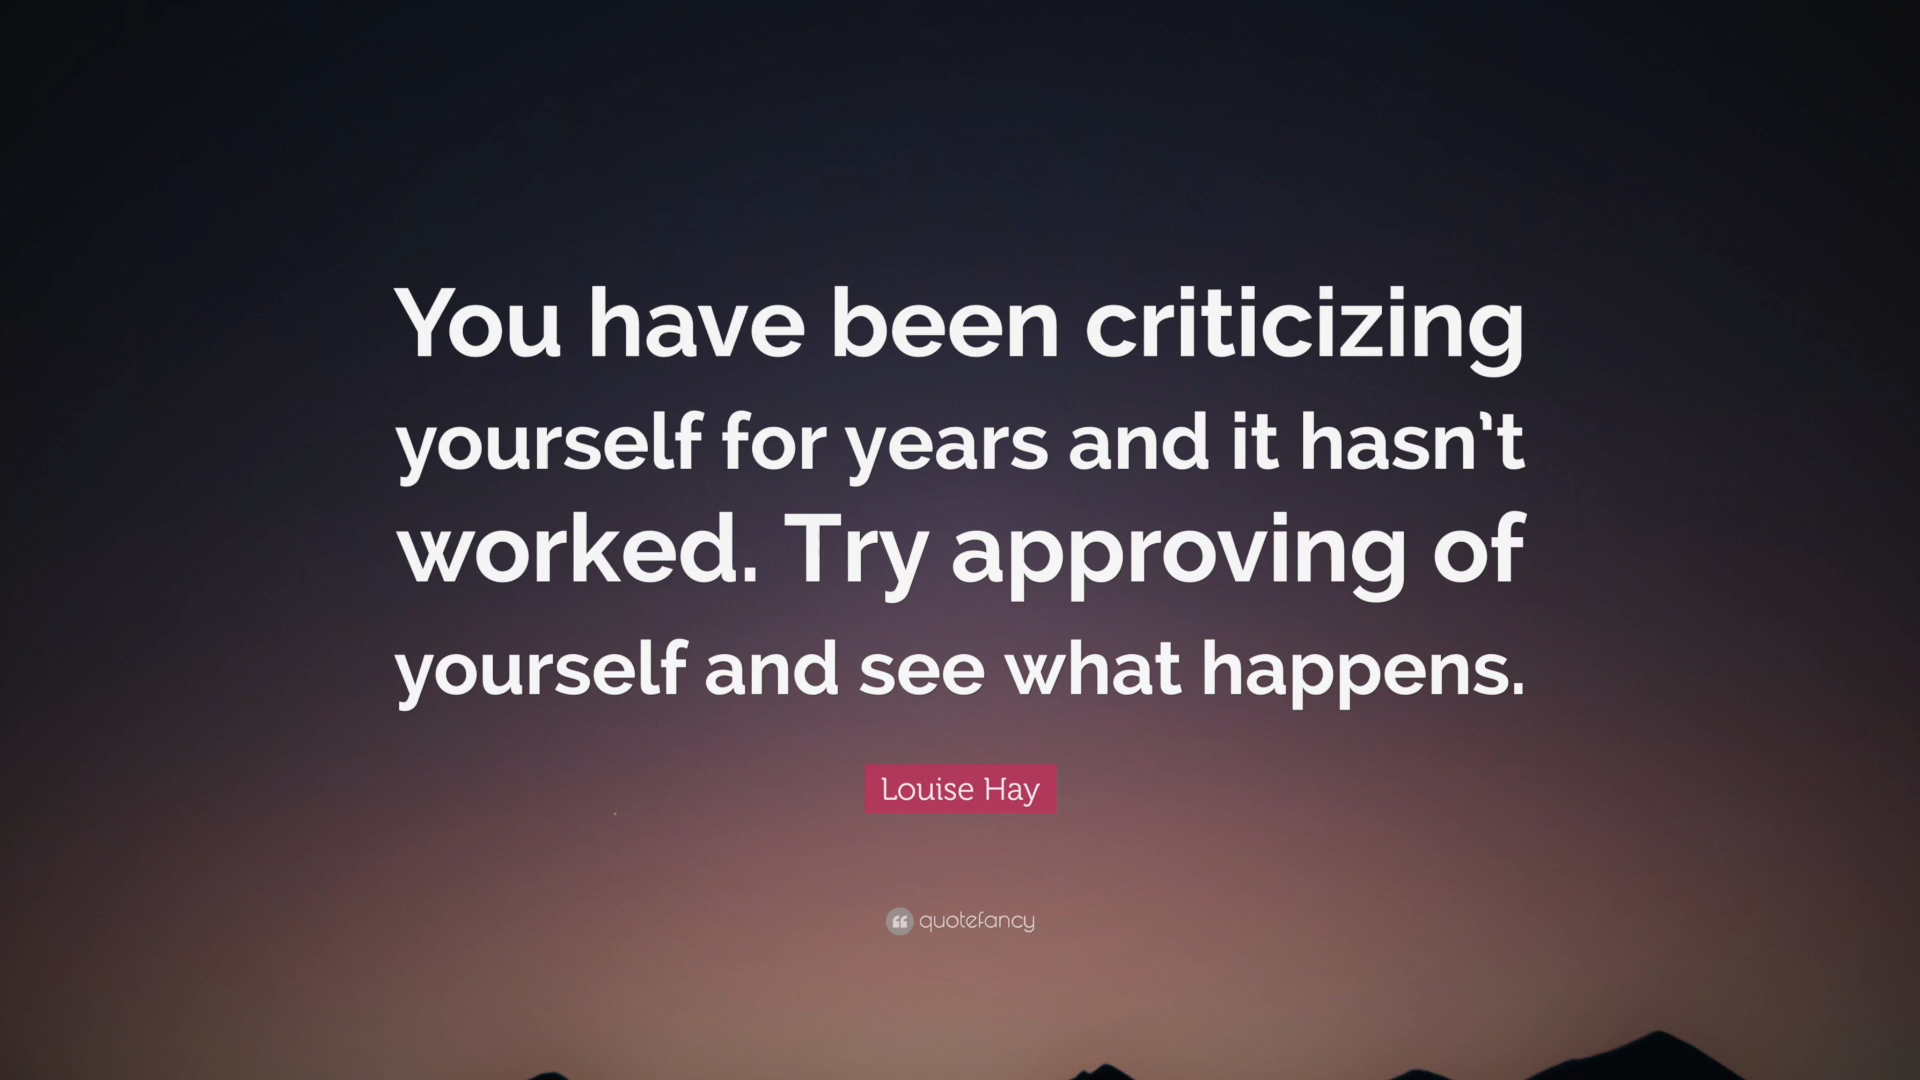 You have been criticizing
yourself for years and it hasn’t
worked. Try approving of
yourself and see what happens.
Louise Hay
quotefancy